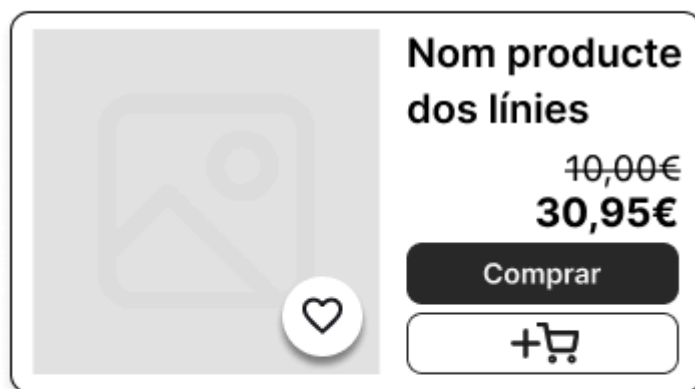 Nom producte
dos línies
10,00€
30,95€
Comprar
+